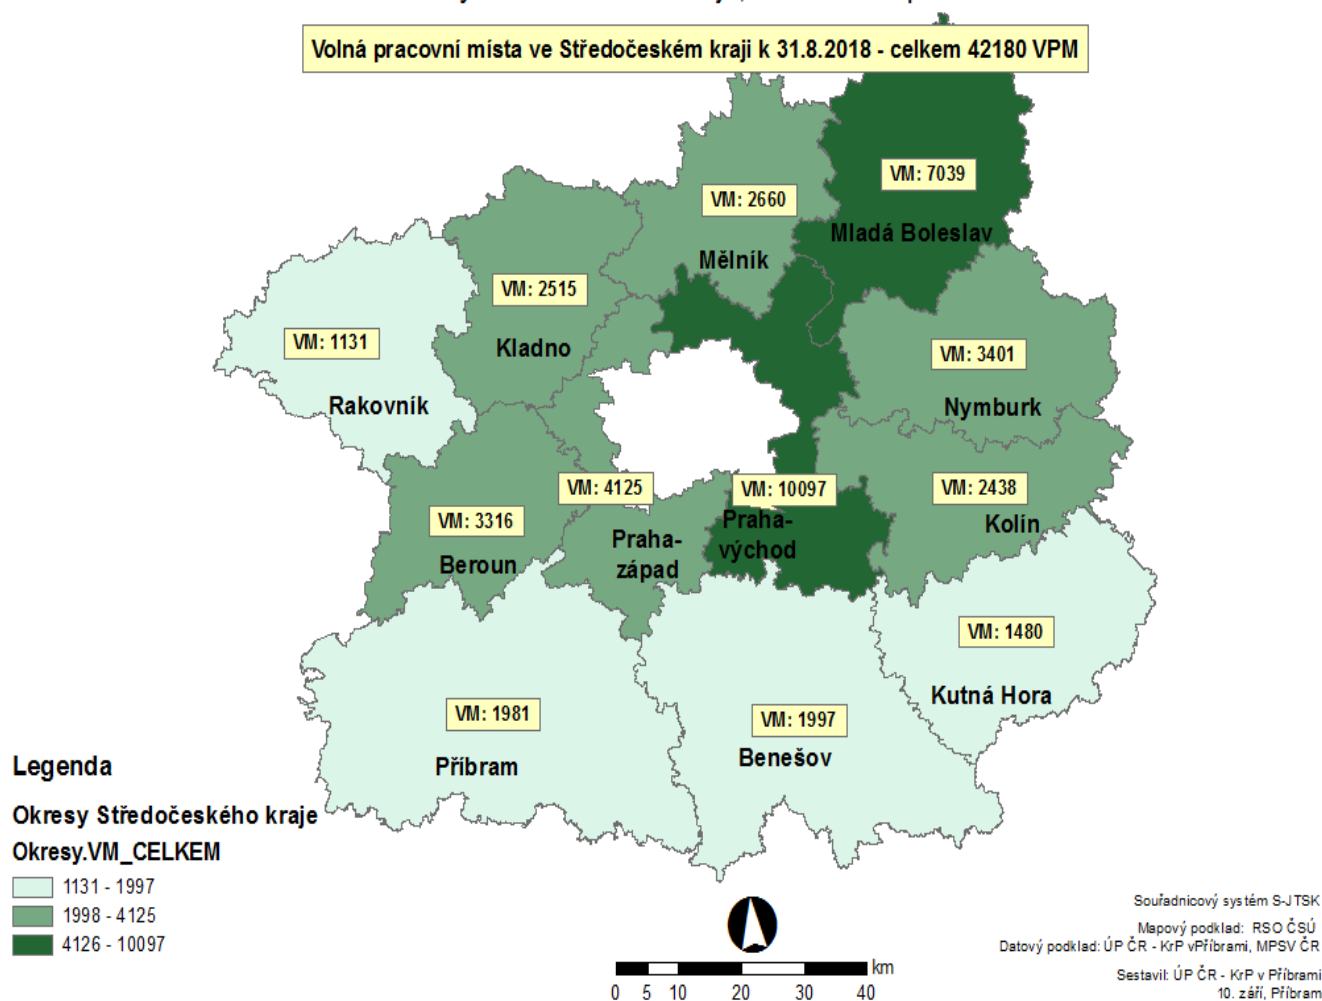 Volná pracovní místa ve Středočeském kraji k 31.8.2018 - celkem 42180 VPM
VM: 7039
Mladá Boleslav
VM: 2660
Mělník
VM: 2515
Kladno
VM: 1131
Rakovník
VM: 3401
Nymburk
VM: 4125
Praha-
západ
VM: 10097
Praha-
východ
VM: 2438
Kolín
VM: 3316
Beroun
VM: 1480
Kutná Hora
VM: 1981
Příbram
VM: 1997
Benešov
Legenda
Okresy Středočeského kraje
Okresy.VM_CELKEM
1131 - 1997
1998 - 4125
4126 - 10097
km
0 5 10 20 30 40
Souřadnicový systém S-JTSK
Mapový podklad: RSO ČSÚ
Datový podklad: ÚP ČR - KrP vPříbrami, MPSV ČR
Sestavil: ÚP ČR - KrP v Příbrami
10. září, Příbram